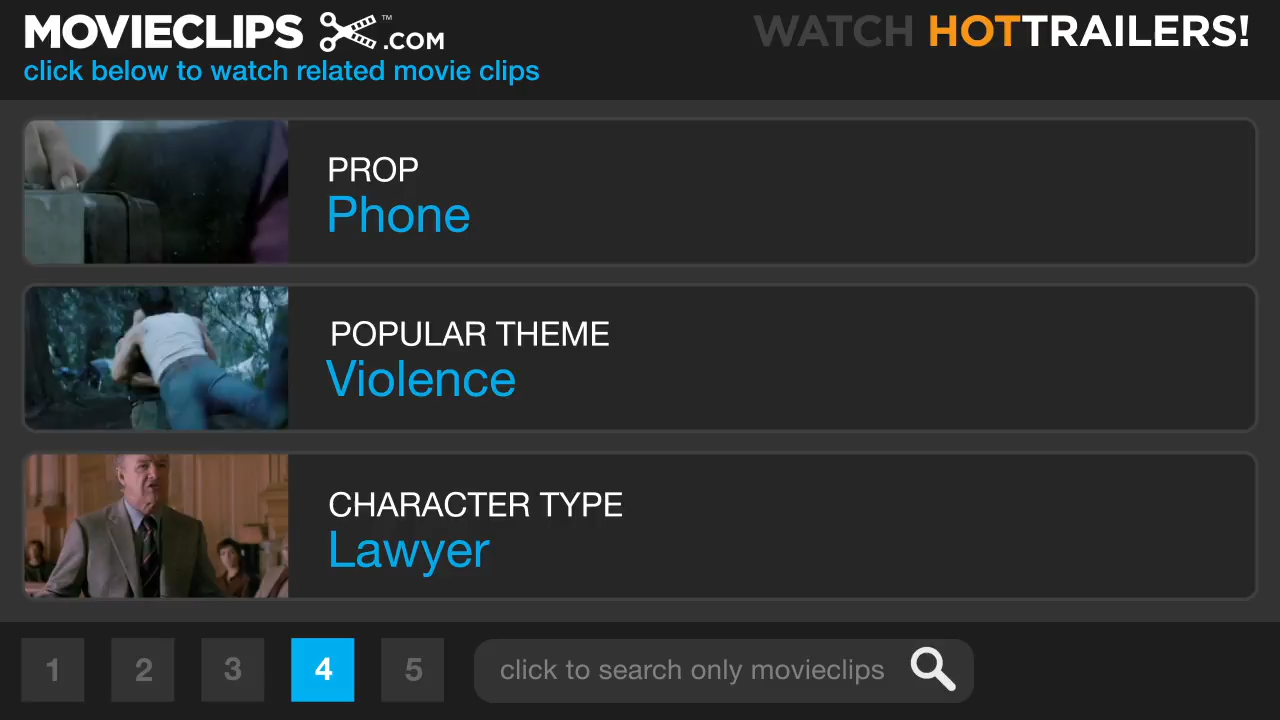 MOVIECLIPS ™ .COM
click below to watch related movie clips
WATCH HOTTRAILERS!
PROP
Phone
POPULAR THEME
Violence
CHARACTER TYPE
Lawyer
1 2 3 4 5
click to search only movieclips